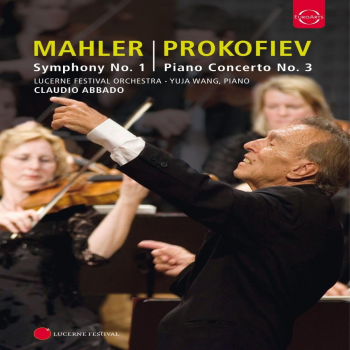 EUROARTS
MAHLER | PROKOFIEV
Symphony No. 1 | Piano Concerto No. 3
LUCERNE FESTIVAL ORCHESTRA - YUJA WANG, PIANO
CLAUDIO ABBADO
LUCERNE FESTIVAL